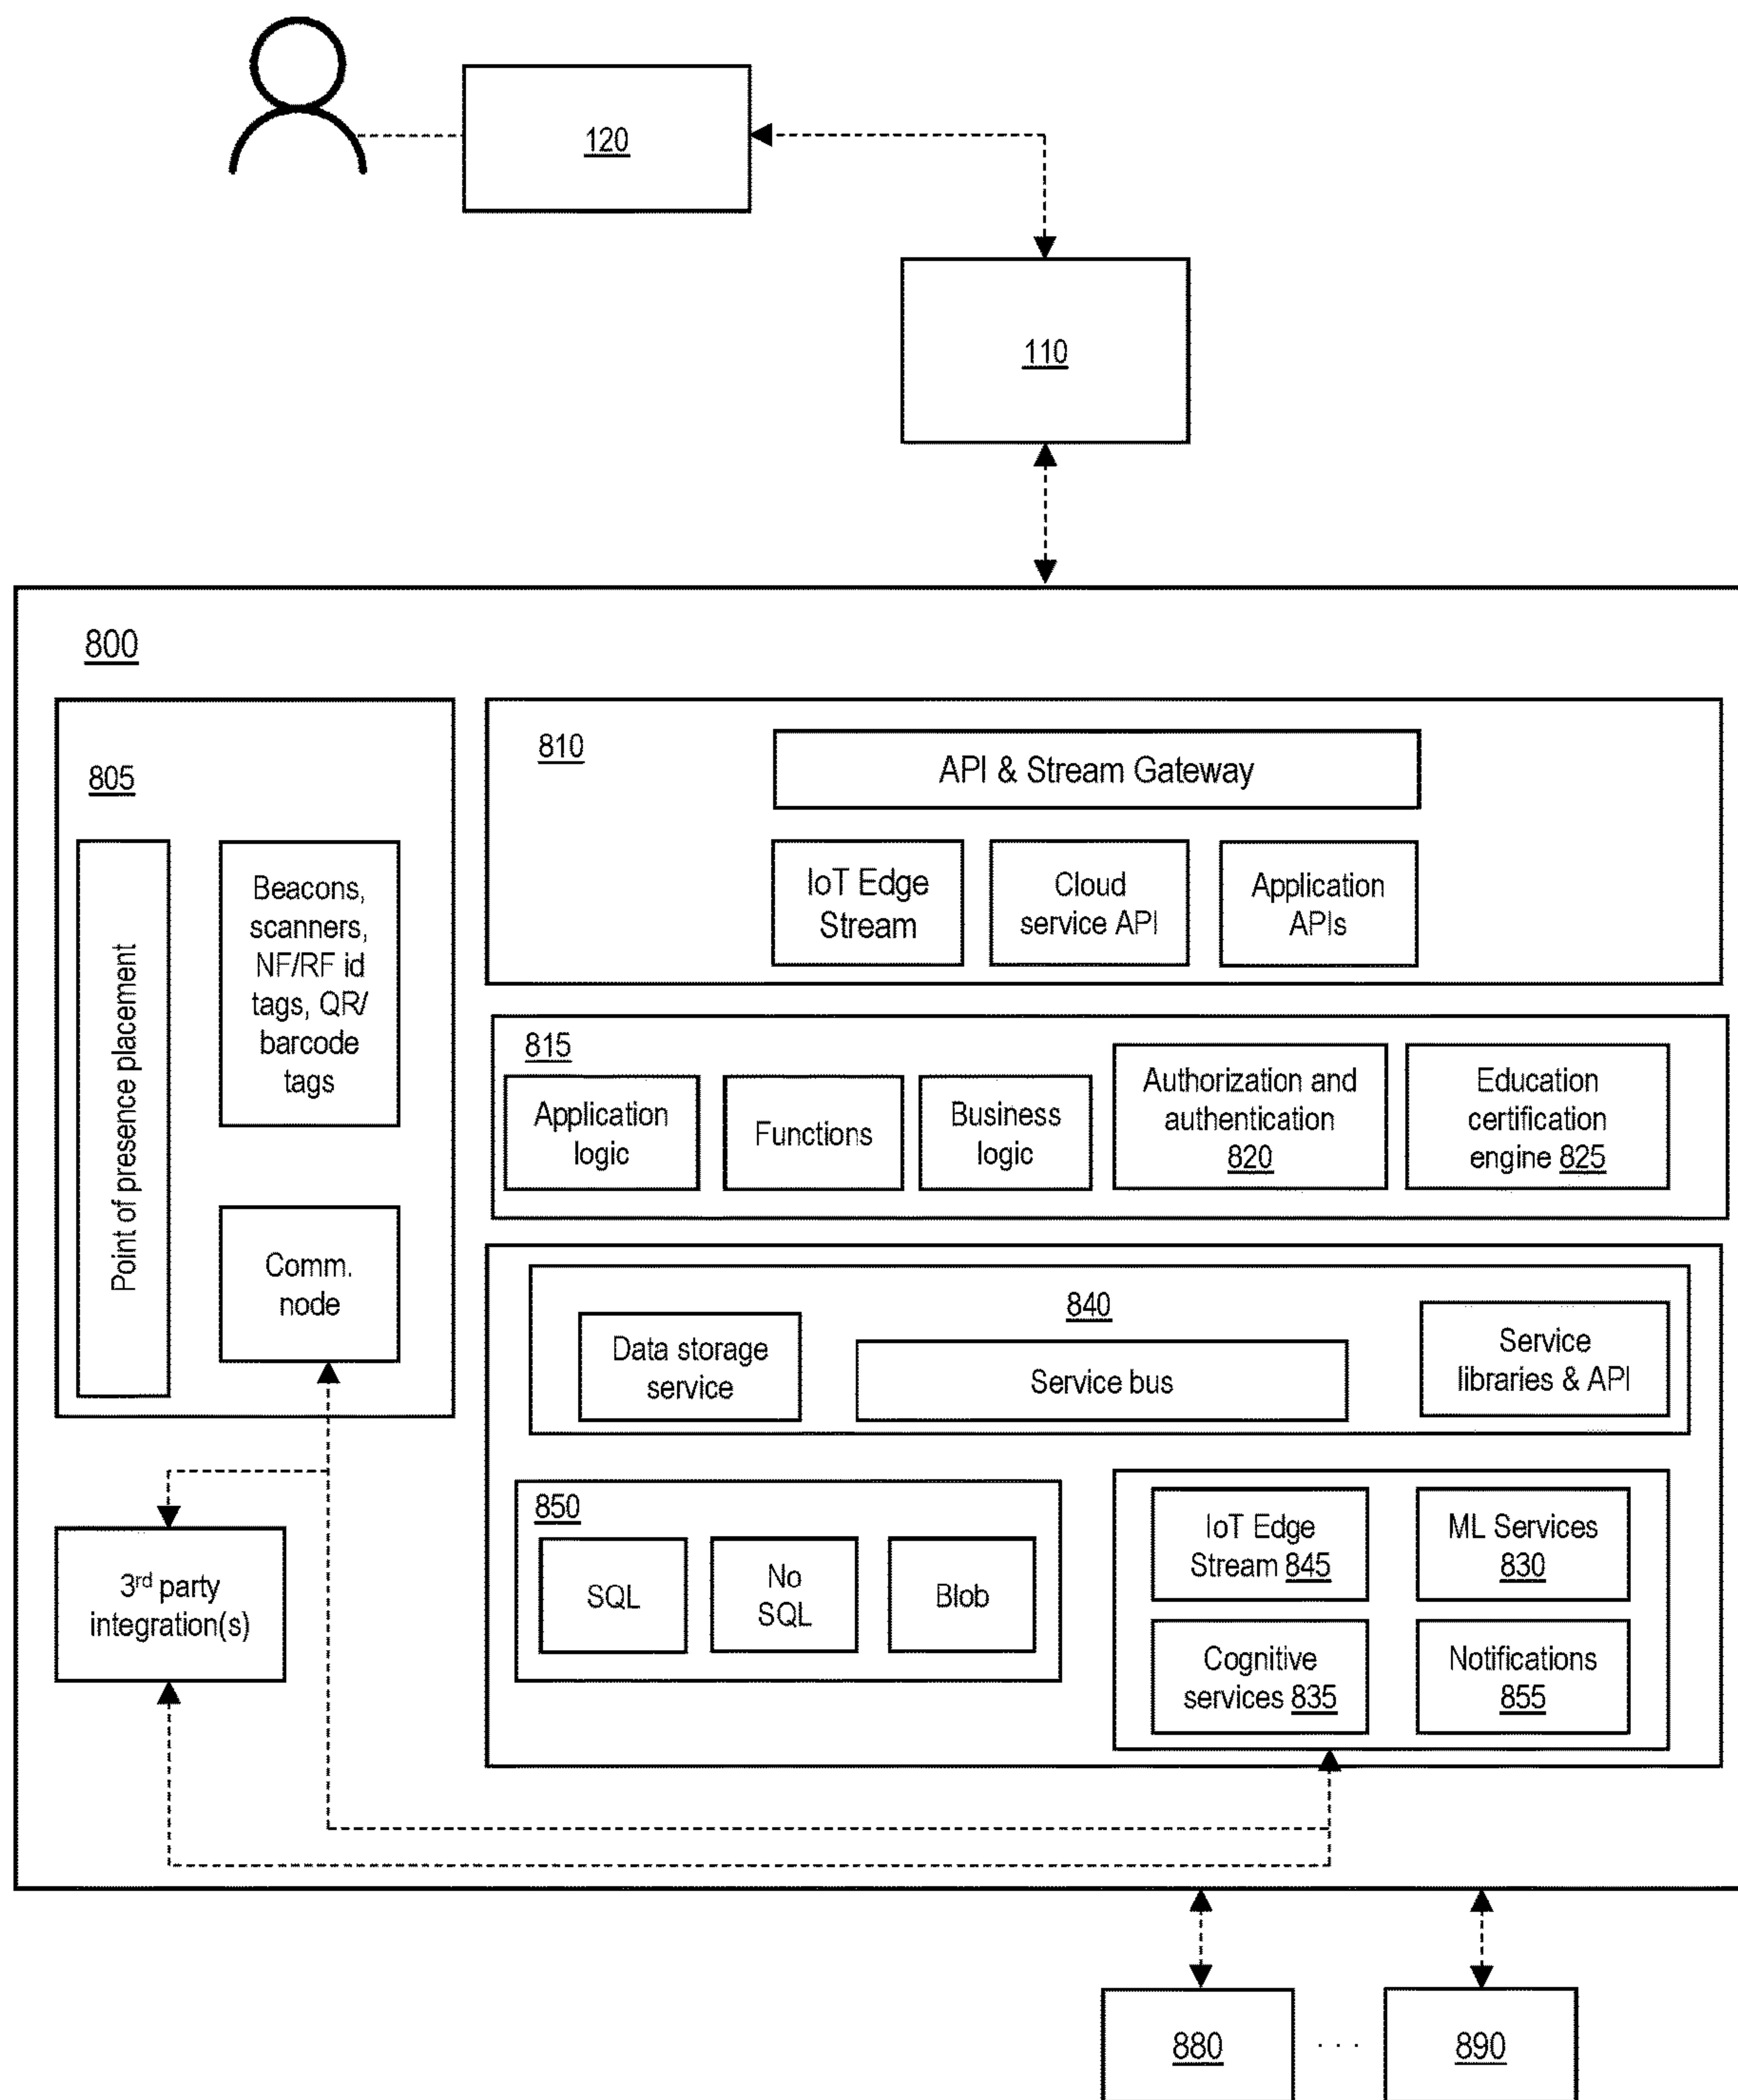 120
110
800
805
Point of presence placement
Beacons,
scanners,
NF/RF id
tags, QR/
barcode
tags
Comm.
node
3rd party
integration(s)
810
API & Stream Gateway
IoT Edge
Stream
Cloud
service API
Application
APIs
815
Application
logic
Functions
Business
logic
Authorization and
authentication
820
Education
certification
engine 825
840
Data storage
service
Service bus
Service
libraries & API
850
SQL
No
SQL
Blob
IoT Edge
Stream 845
ML Services
830
Cognitive
services 835
Notifications
855
880
. . .
890